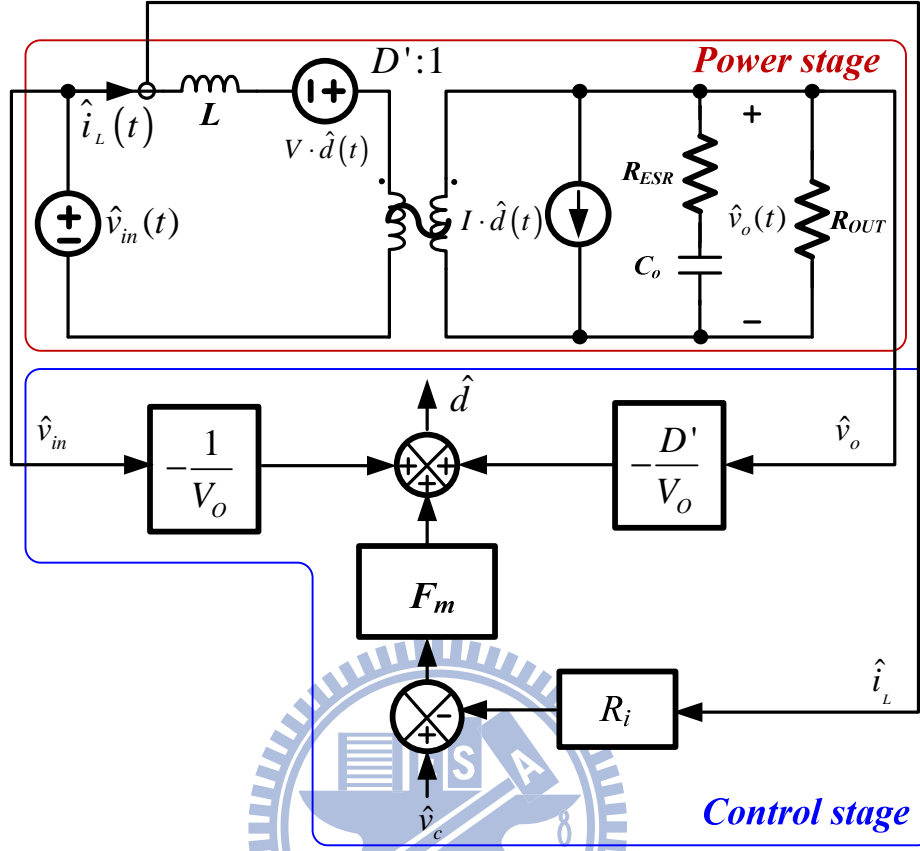 Power stage
D':1
î_L(t)
L
V·d̂(t)
v̂_in(t)
I·d̂(t)
R_ESR
C_o
+
v̂_o(t)
−
R_OUT
v̂_in
−1/V_O
d̂
−D'/V_O
v̂_o
F_m
R_i
î_L
v̂_c
S
A
8
Control stage